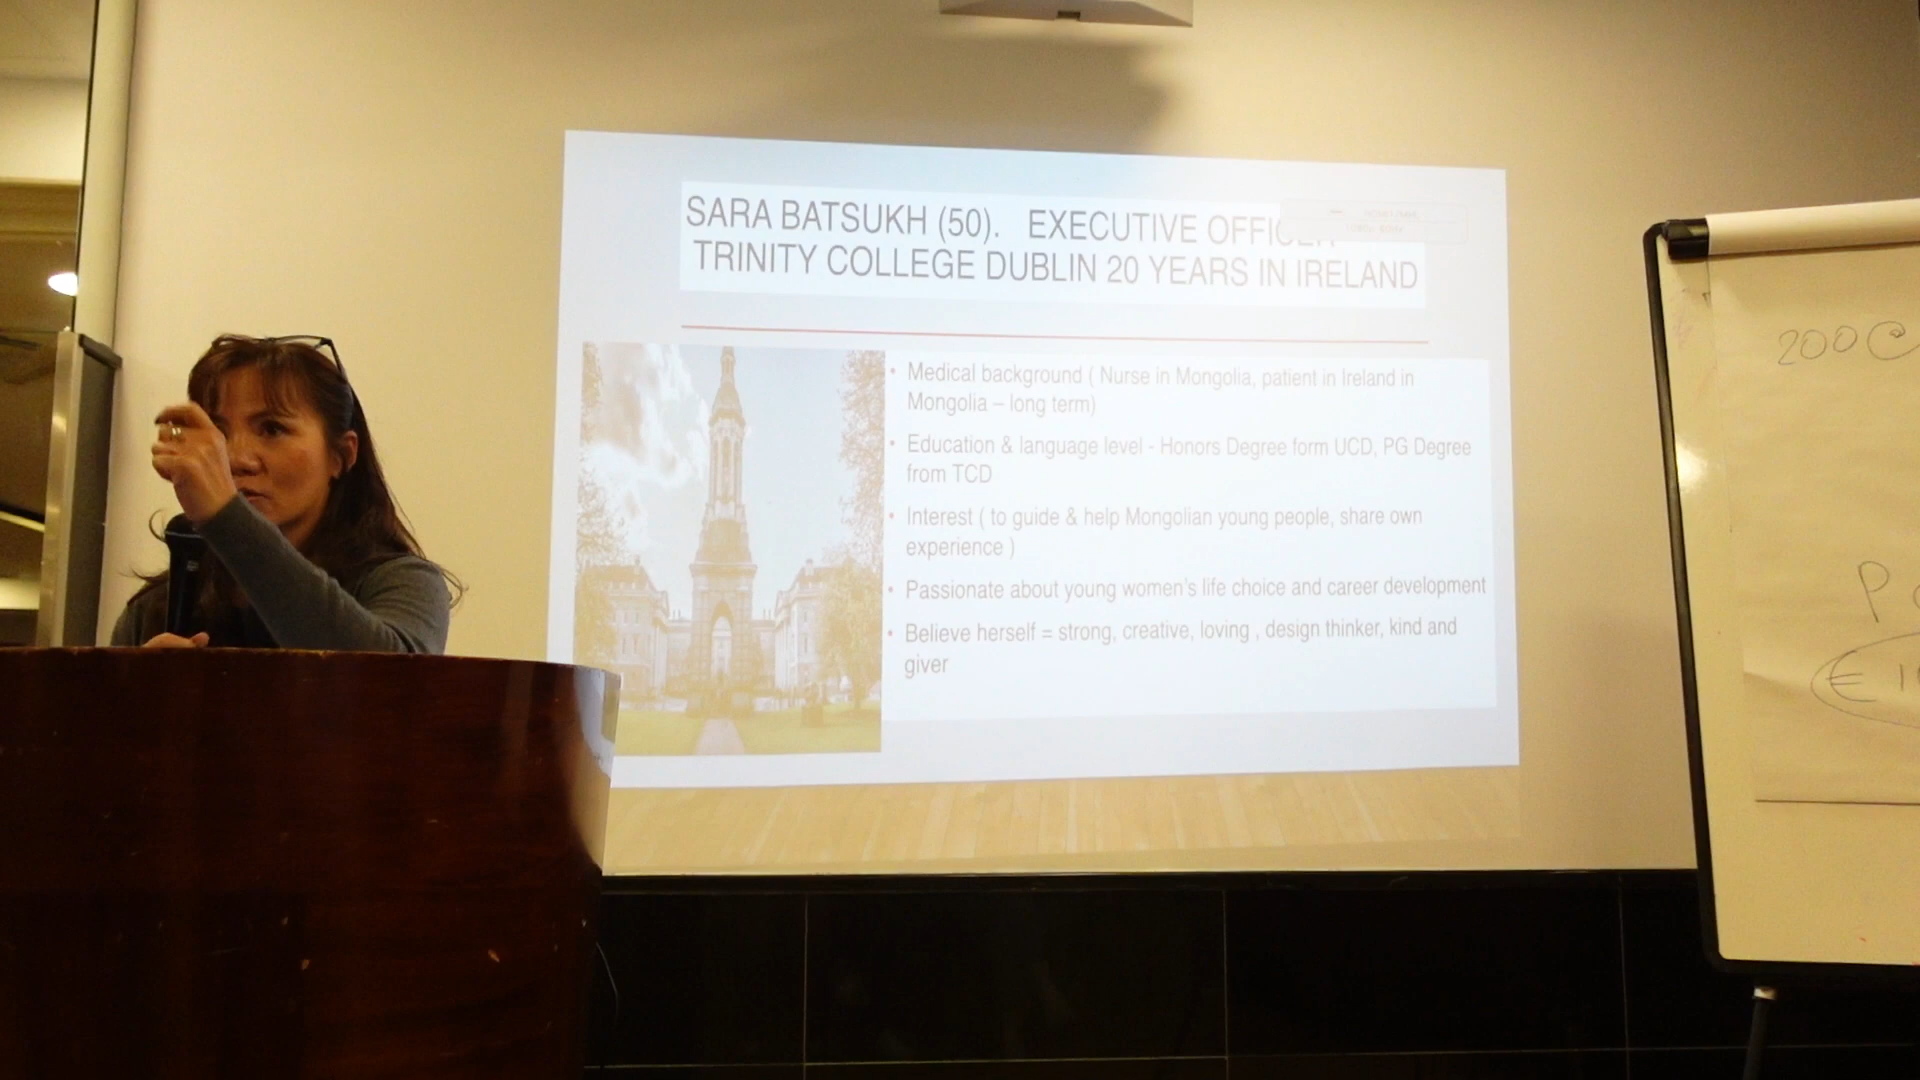 SARA BATSUKH (50). EXECUTIVE OFFICER
TRINITY COLLEGE DUBLIN 20 YEARS IN IRELAND
• Medical background ( Nurse in Mongolia, patient in Ireland in
Mongolia – long term)
• Education & language level - Honors Degree form UCD, PG Degree
from TCD
• Interest ( to guide & help Mongolian young people, share own
experience )
• Passionate about young women's life choice and career development
• Believe herself = strong, creative, loving , design thinker, kind and
giver
200
P
€ 1